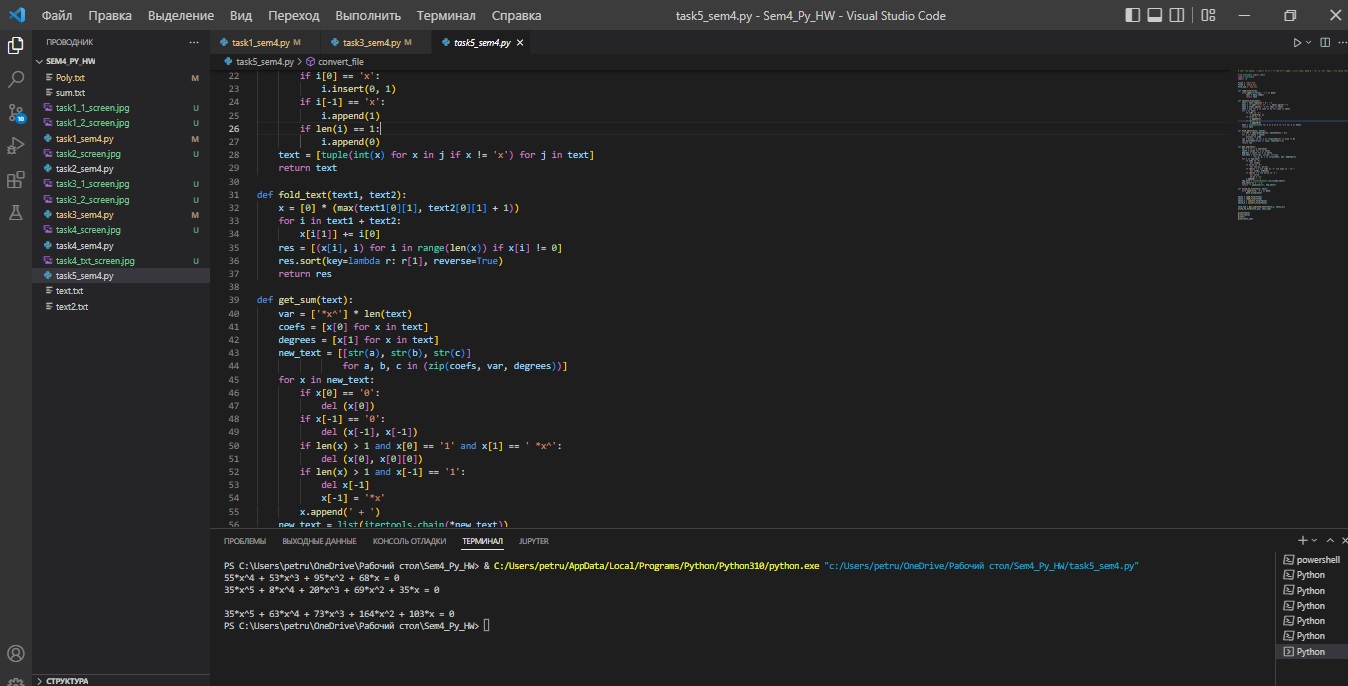 Файл Правка Выделение Вид Переход Выполнить Терминал Справка task5_sem4.py - Sem4_Py_HW - Visual Studio Code
ПРОВОДНИК ...
SEM4_PY_HW
Poly.txt M
sum.txt
task1_1_screen.jpg U
task1_2_screen.jpg U
task1_sem4.py M
task2_screen.jpg U
task2_sem4.py
task3_1_screen.jpg U
task3_2_screen.jpg U
task3_sem4.py M
task4_screen.jpg U
task4_sem4.py
task4_txt_screen.jpg U
task5_sem4.py
text.txt
text2.txt
СТРУКТУРА
task1_sem4.py M task3_sem4.py M task5_sem4.py
task5_sem4.py > convert_file
22 if i[0] == 'x':
23 i.insert(0, 1)
24 if i[-1] == 'x':
25 i.append(1)
26 if len(i) == 1:
27 i.append(0)
28 text = [tuple(int(x) for x in j if x != 'x') for j in text]
29 return text
30
31 def fold_text(text1, text2):
32 x = [0] * (max(text1[0][1], text2[0][1] + 1))
33 for i in text1 + text2:
34 x[i[1]] += i[0]
35 res = [(x[i], i) for i in range(len(x)) if x[i] != 0]
36 res.sort(key=lambda r: r[1], reverse=True)
37 return res
38
39 def get_sum(text):
40 var = ['*x^'] * len(text)
41 coefs = [x[0] for x in text]
42 degrees = [x[1] for x in text]
43 new_text = [[str(a), str(b), str(c)]
44 for a, b, c in (zip(coefs, var, degrees))]
45 for x in new_text:
46 if x[0] == '0':
47 del (x[0])
48 if x[-1] == '0':
49 del (x[-1], x[-1])
50 if len(x) > 1 and x[0] == '1' and x[1] == ' *x^':
51 del (x[0], x[0][0])
52 if len(x) > 1 and x[-1] == '1':
53 del x[-1]
54 x[-1] = '*x'
55 x.append(' + ')
56 new_text = list(itertools.chain(*new_text))
ПРОБЛЕМЫ ВЫХОДНЫЕ ДАННЫЕ КОНСОЛЬ ОТЛАДКИ ТЕРМИНАЛ JUPYTER
PS C:\Users\petru\OneDrive\Рабочий стол\Sem4_Py_HW> & C:/Users/petru/AppData/Local/Programs/Python/Python310/python.exe "c:/Users/petru/OneDrive/Рабочий стол/Sem4_Py_HW/task5_sem4.py"
55*x^4 + 53*x^3 + 95*x^2 + 68*x = 0
35*x^5 + 8*x^4 + 20*x^3 + 69*x^2 + 35*x = 0
35*x^5 + 63*x^4 + 73*x^3 + 164*x^2 + 103*x = 0
PS C:\Users\petru\OneDrive\Рабочий стол\Sem4_Py_HW>
powershell
Python
Python
Python
Python
Python
Python